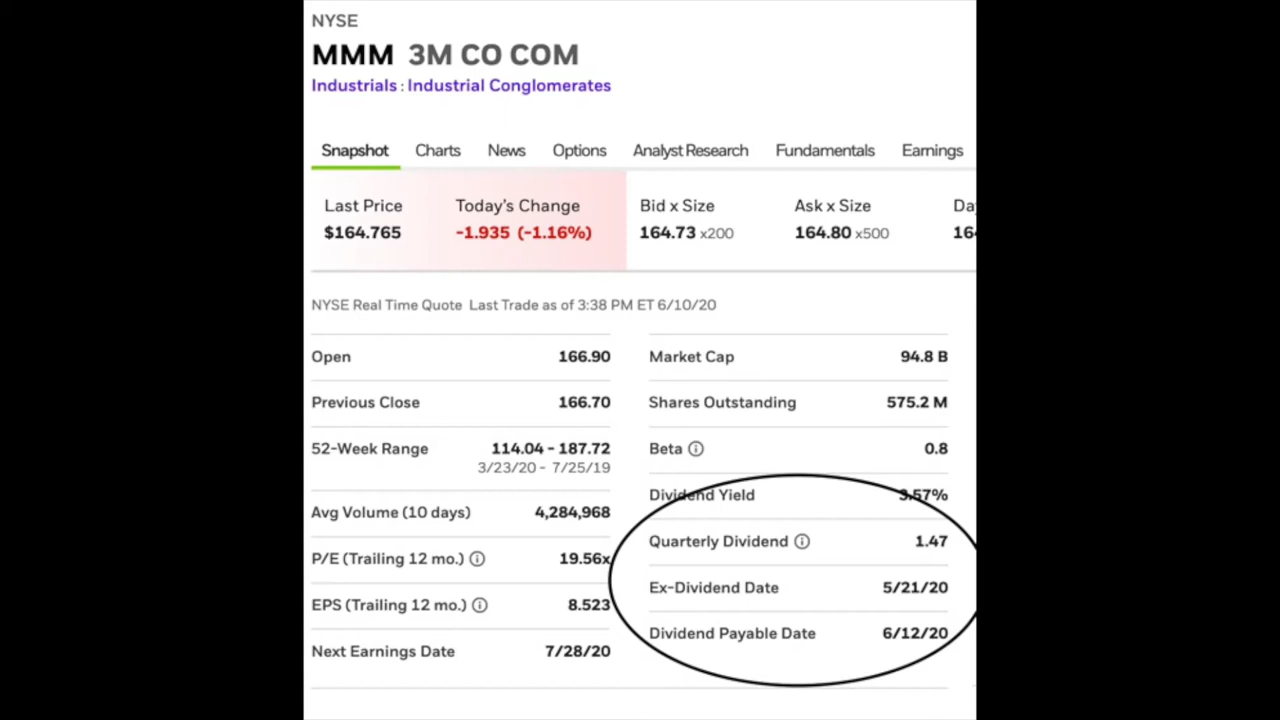 NYSE
MMM 3M CO COM
Industrials : Industrial Conglomerates
Snapshot Charts News Options Analyst Research Fundamentals Earnings
Last Price Today's Change Bid x Size Ask x Size
$164.765 -1.935 (-1.16%) 164.73 x200 164.80 x500
NYSE Real Time Quote Last Trade as of 3:38 PM ET 6/10/20
Open 166.90
Previous Close 166.70
52-Week Range 114.04 - 187.72
3/23/20 - 7/25/19
Avg Volume (10 days) 4,284,968
P/E (Trailing 12 mo.) 19.56x
EPS (Trailing 12 mo.) 8.523
Next Earnings Date 7/28/20
Market Cap 94.8 B
Shares Outstanding 575.2 M
Beta 0.8
Dividend Yield 3.57%
Quarterly Dividend 1.47
Ex-Dividend Date 5/21/20
Dividend Payable Date 6/12/20